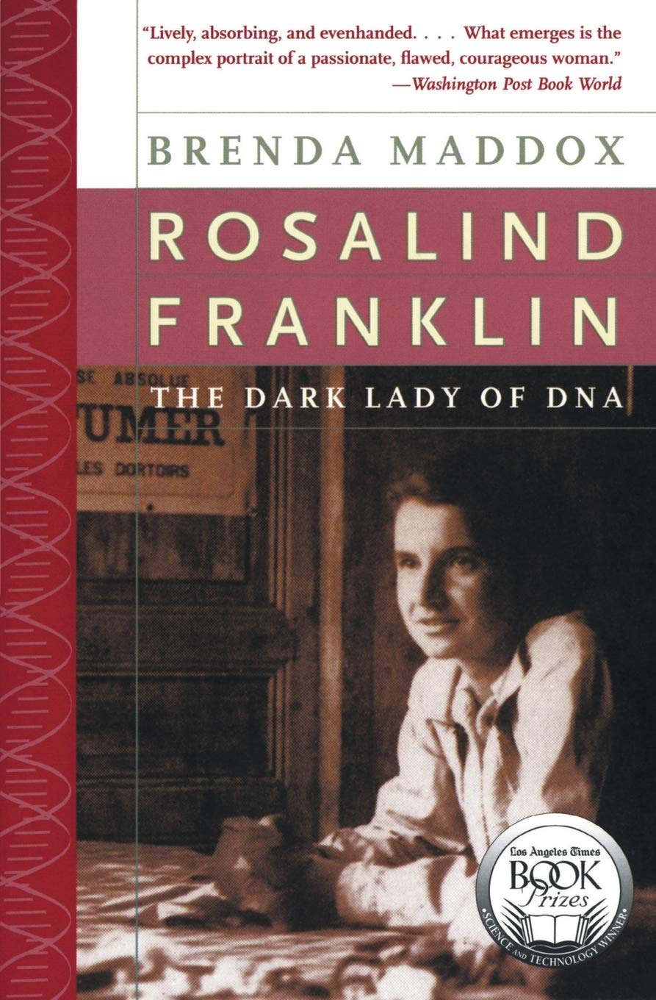 “Lively, absorbing, and evenhanded. . . . What emerges is the
complex portrait of a passionate, flawed, courageous woman.”
—Washington Post Book World
BRENDA MADDOX
ROSALIND
FRANKLIN
SE ABSOLUE
THE DARK LADY OF DNA
UMER
LES DORTOIRS
Los Angeles Times
BOOK
Prizes
•SCIENCE AND TECHNOLOGY WINNER•